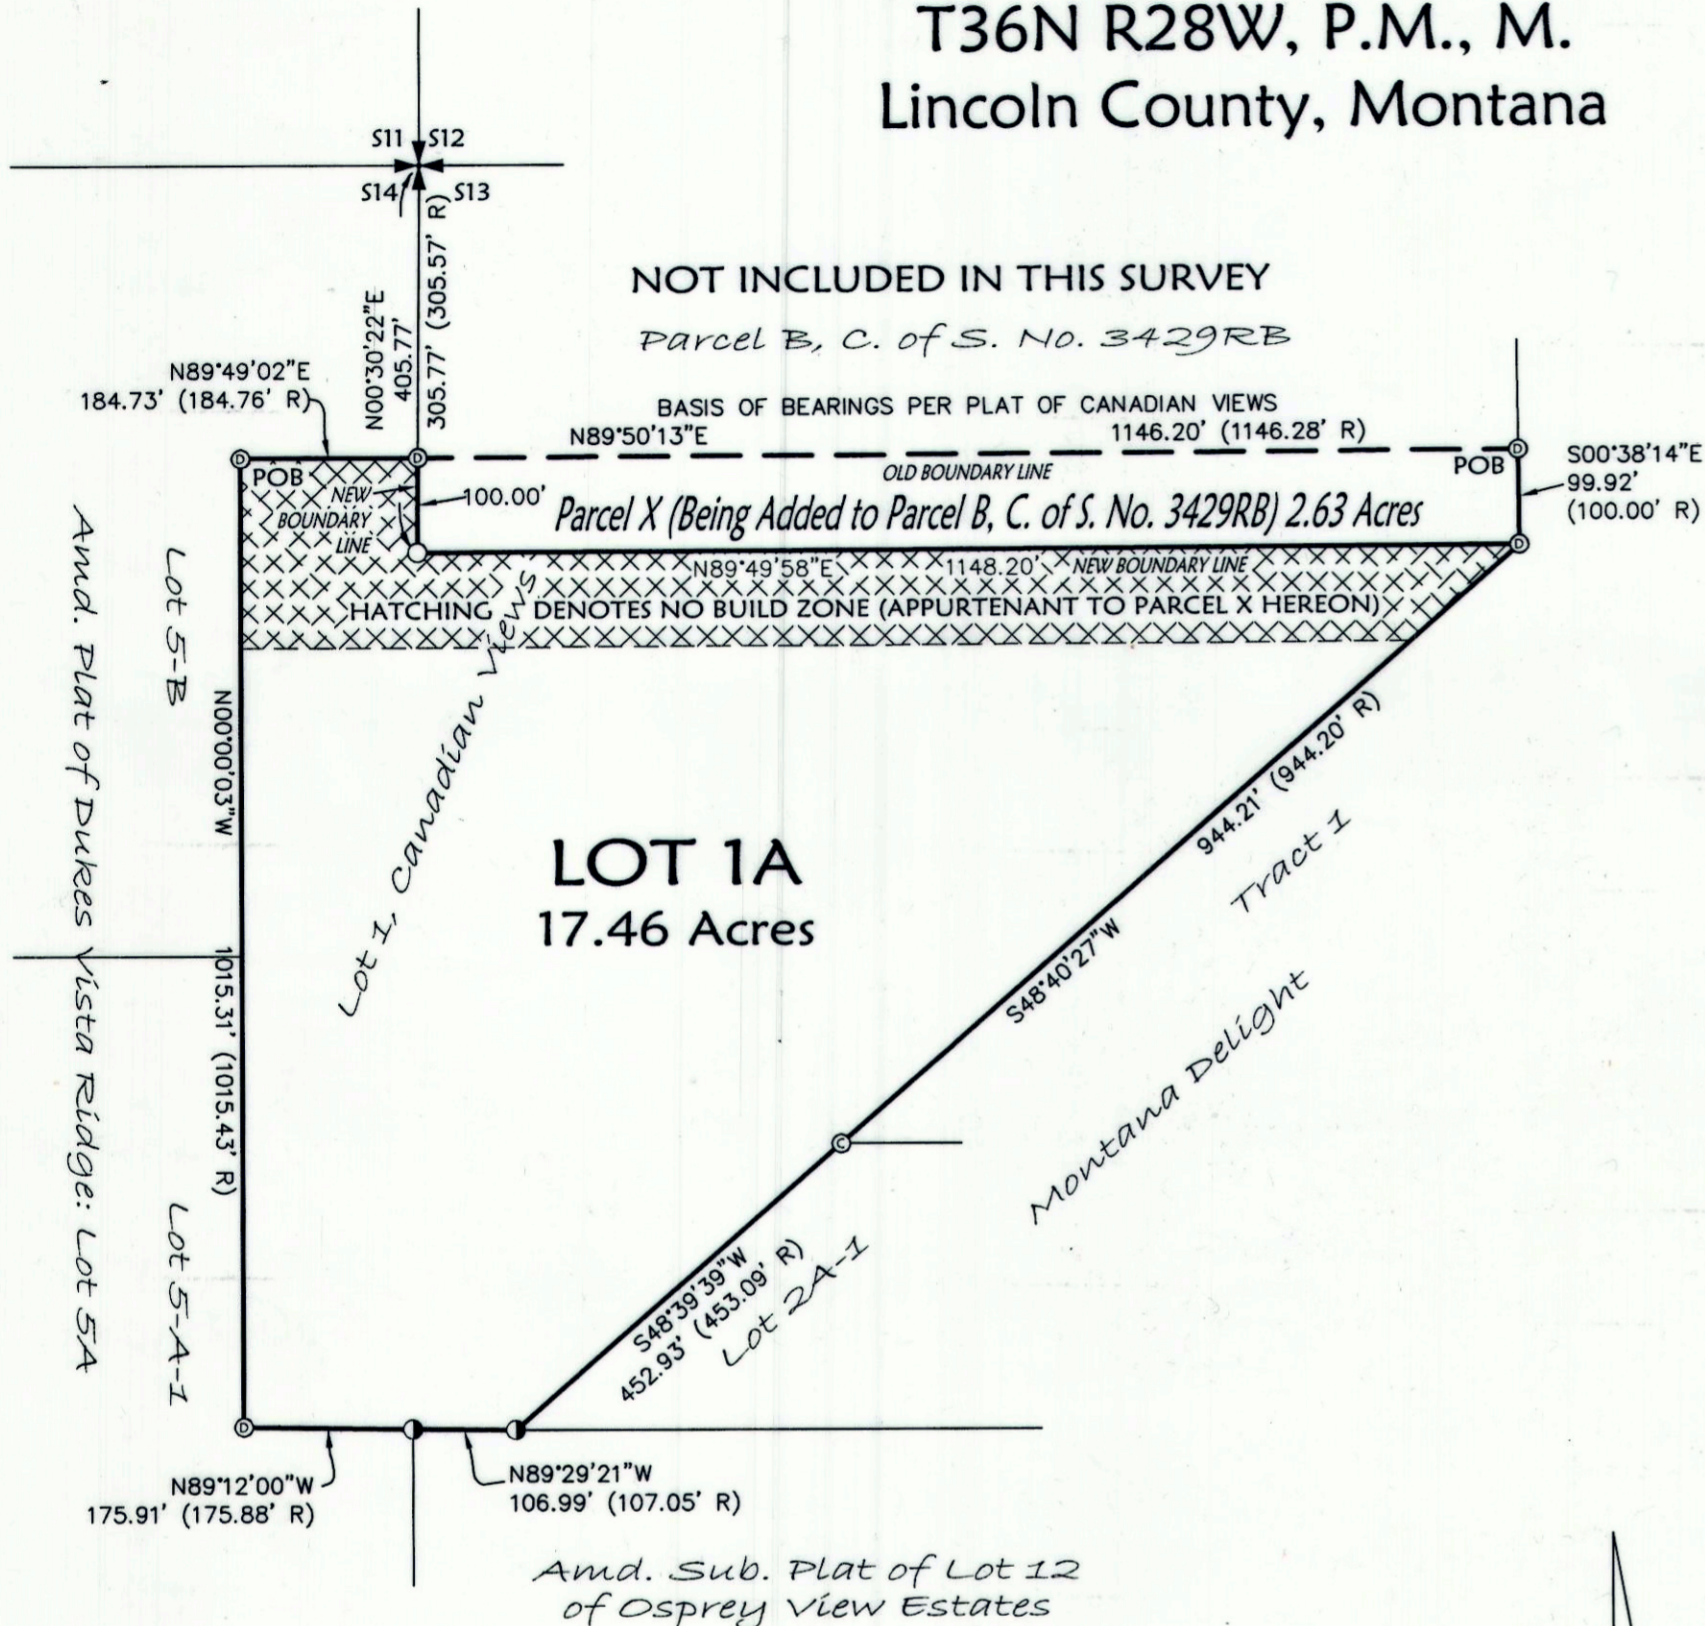 T36N R28W, P.M., M.
Lincoln County, Montana
S11 S12
S14 S13
N00°30'22"E
405.77'
305.77' (305.57' R)
NOT INCLUDED IN THIS SURVEY
Parcel B, C. of S. No. 3429RB
N89°49'02"E
184.73' (184.76' R)
BASIS OF BEARINGS PER PLAT OF CANADIAN VIEWS
N89°50'13"E 1146.20' (1146.28' R)
D D D
POB OLD BOUNDARY LINE POB
S00°38'14"E
99.92'
(100.00' R)
NEW
BOUNDARY
LINE
100.00'
Parcel X (Being Added to Parcel B, C. of S. No. 3429RB) 2.63 Acres
D
N89°49'58"E 1148.20' NEW BOUNDARY LINE
HATCHING DENOTES NO BUILD ZONE (APPURTENANT TO PARCEL X HEREON)
Amd. Plat of Dukes Vista Ridge: Lot 5A
Lot 5-B
N00°00'03"W
1015.31' (1015.43' R)
Lot 5-A-1
Lot 1, Canadian Views
LOT 1A
17.46 Acres
944.21' (944.20' R)
S48°40'27"W
Tract 1
Montana Delight
C
S48°39'39"W
452.93' (453.09' R)
Lot 2A-1
D
N89°12'00"W
175.91' (175.88' R)
N89°29'21"W
106.99' (107.05' R)
Amd. Sub. Plat of Lot 12
of Osprey View Estates